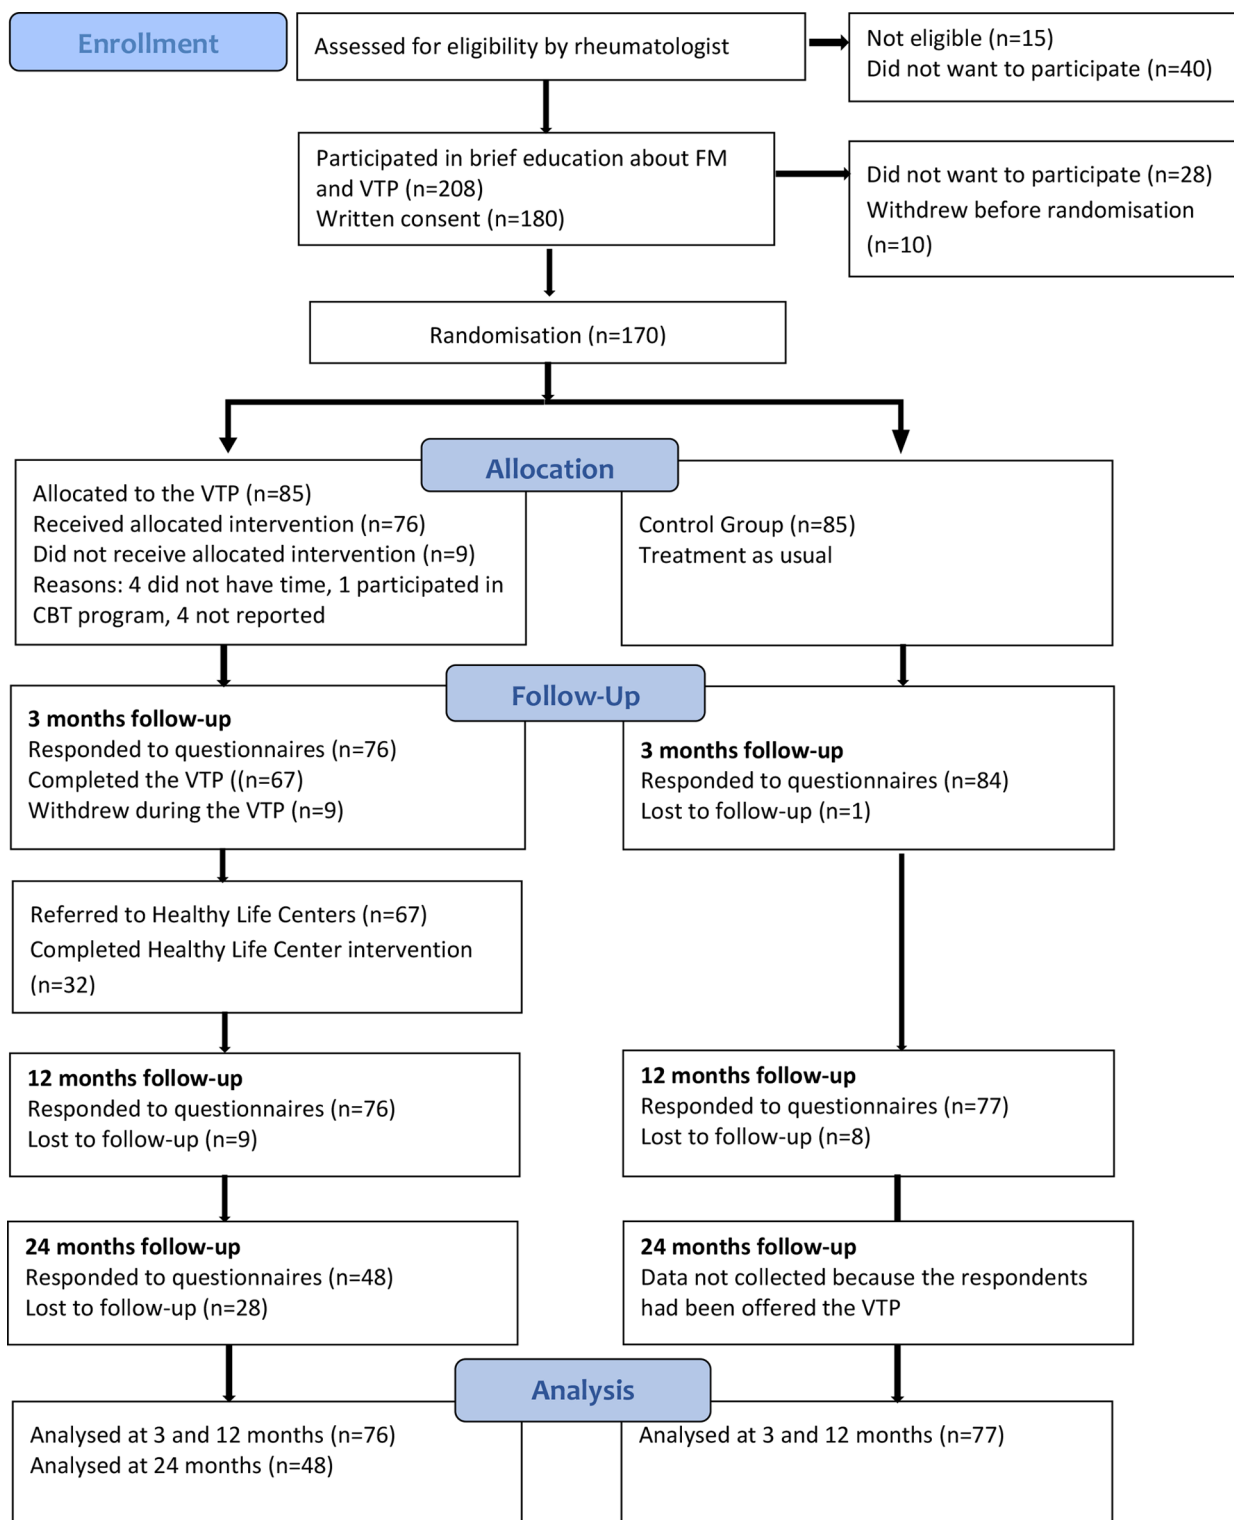 Enrollment
Assessed for eligibility by rheumatologist
Not eligible (n=15)
Did not want to participate (n=40)
Participated in brief education about FM
and VTP (n=208)
Written consent (n=180)
Did not want to participate (n=28)
Withdrew before randomisation
(n=10)
Randomisation (n=170)
Allocation
Allocated to the VTP (n=85)
Received allocated intervention (n=76)
Did not receive allocated intervention (n=9)
Reasons: 4 did not have time, 1 participated in
CBT program, 4 not reported
Control Group (n=85)
Treatment as usual
Follow-Up
3 months follow-up
Responded to questionnaires (n=76)
Completed the VTP ((n=67)
Withdrew during the VTP (n=9)
3 months follow-up
Responded to questionnaires (n=84)
Lost to follow-up (n=1)
Referred to Healthy Life Centers (n=67)
Completed Healthy Life Center intervention
(n=32)
12 months follow-up
Responded to questionnaires (n=76)
Lost to follow-up (n=9)
12 months follow-up
Responded to questionnaires (n=77)
Lost to follow-up (n=8)
24 months follow-up
Responded to questionnaires (n=48)
Lost to follow-up (n=28)
24 months follow-up
Data not collected because the respondents
had been offered the VTP
Analysis
Analysed at 3 and 12 months (n=76)
Analysed at 24 months (n=48)
Analysed at 3 and 12 months (n=77)